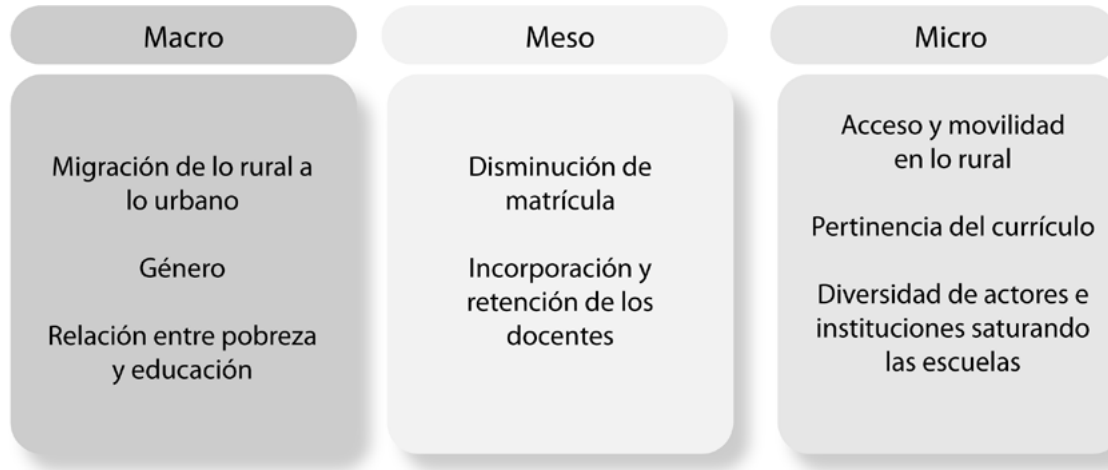 Macro
Migración de lo rural a
lo urbano
Género
Relación entre pobreza
y educación
Meso
Disminución de
matrícula
Incorporación y
retención de los
docentes
Micro
Acceso y movilidad
en lo rural
Pertinencia del currículo
Diversidad de actores e
instituciones saturando
las escuelas